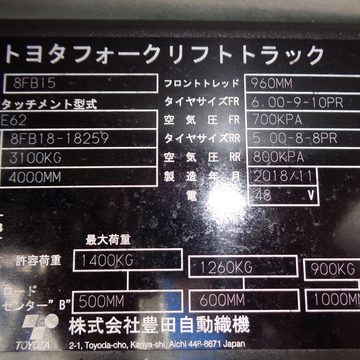 トヨタフォークリフトトラック
8FB15 フロントトレッド 960MM
タッチメント型式 タイヤサイズFR 6.00-9-10PR
E62 空気圧FR 700KPA
8FB18-18259 タイヤサイズRR 5.00-8-8PR
3100KG 空気圧RR 800KPA
4000MM 製造年月 2018/11
電 48 V
最大荷重
許容荷重 1400KG 1260KG 900KG
ロード
センター"B" 500MM 600MM 1000MM
TOYOTA 株式会社豊田自動織機
2-1, Toyoda-cho, Kariya-shi, Aichi 448-8671 Japan